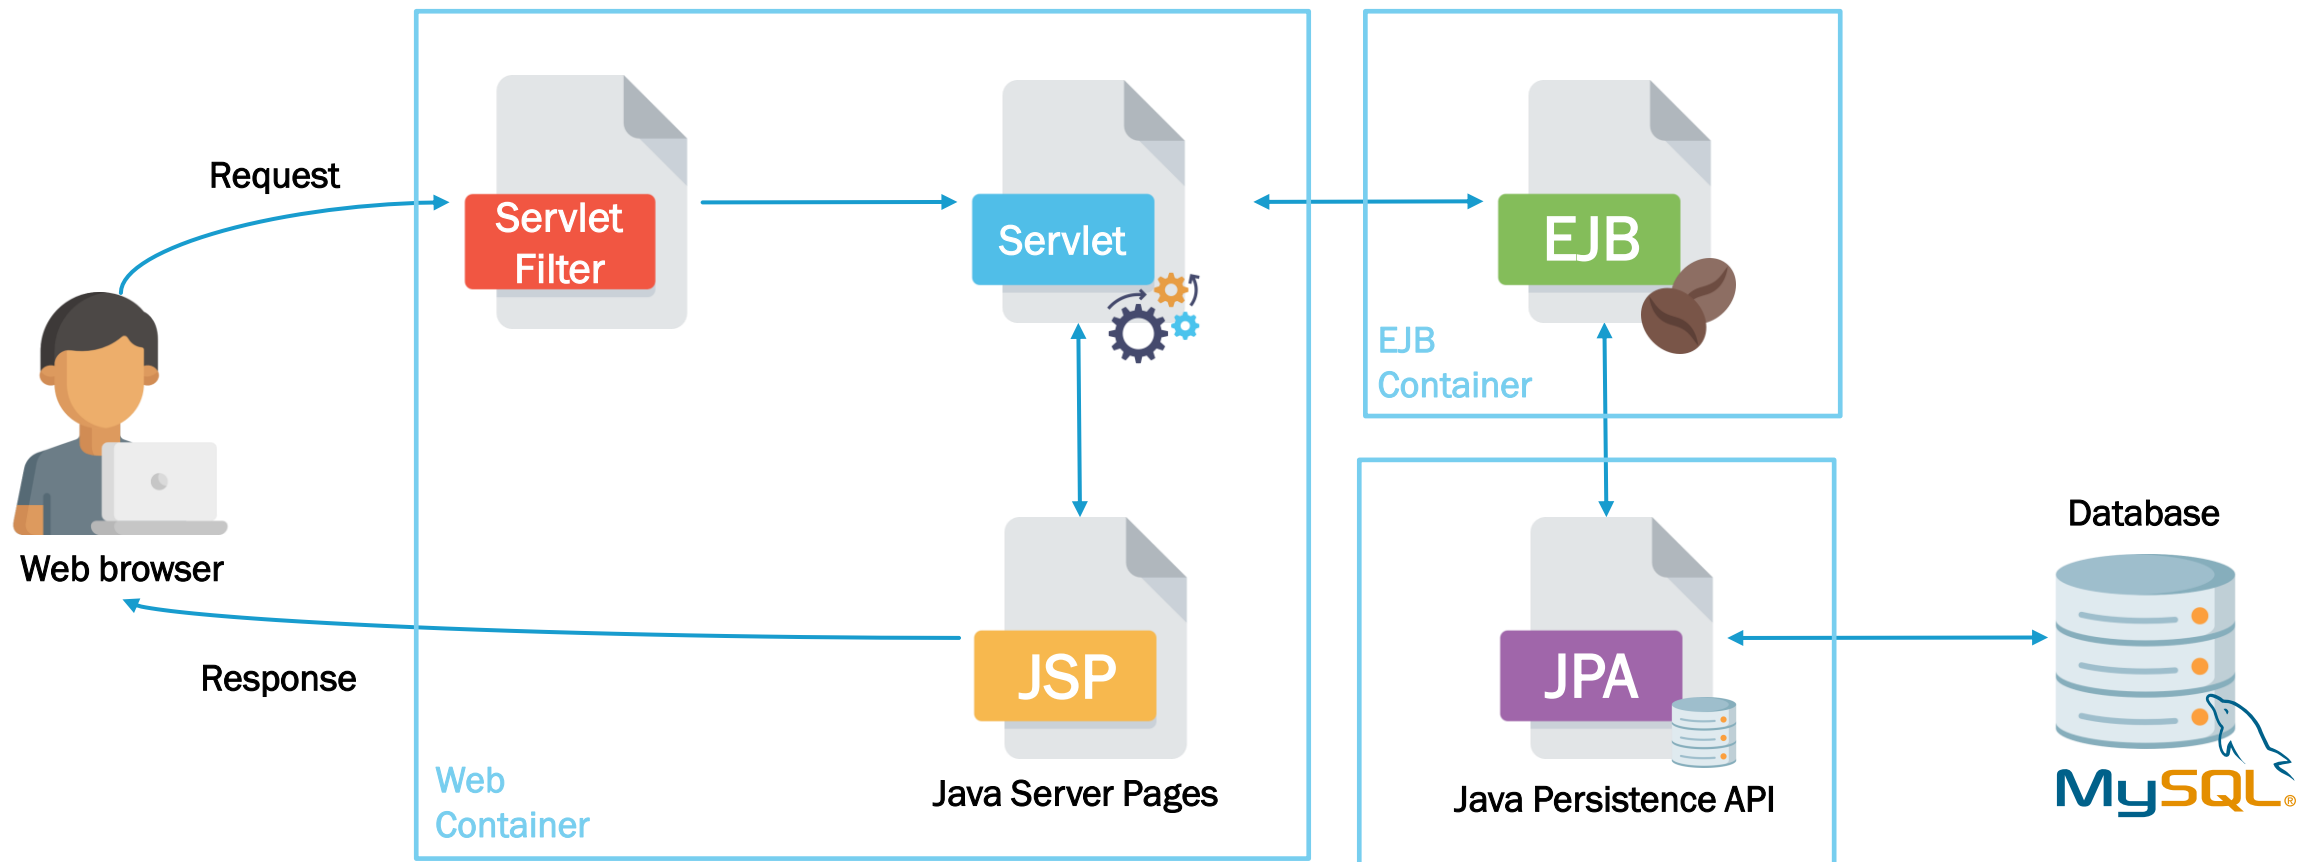 Request
Servlet
Filter
Servlet
EJB
EJB
Container
Web browser
Response
JSP
Java Server Pages
Web
Container
JPA
Java Persistence API
Database
MySQL®